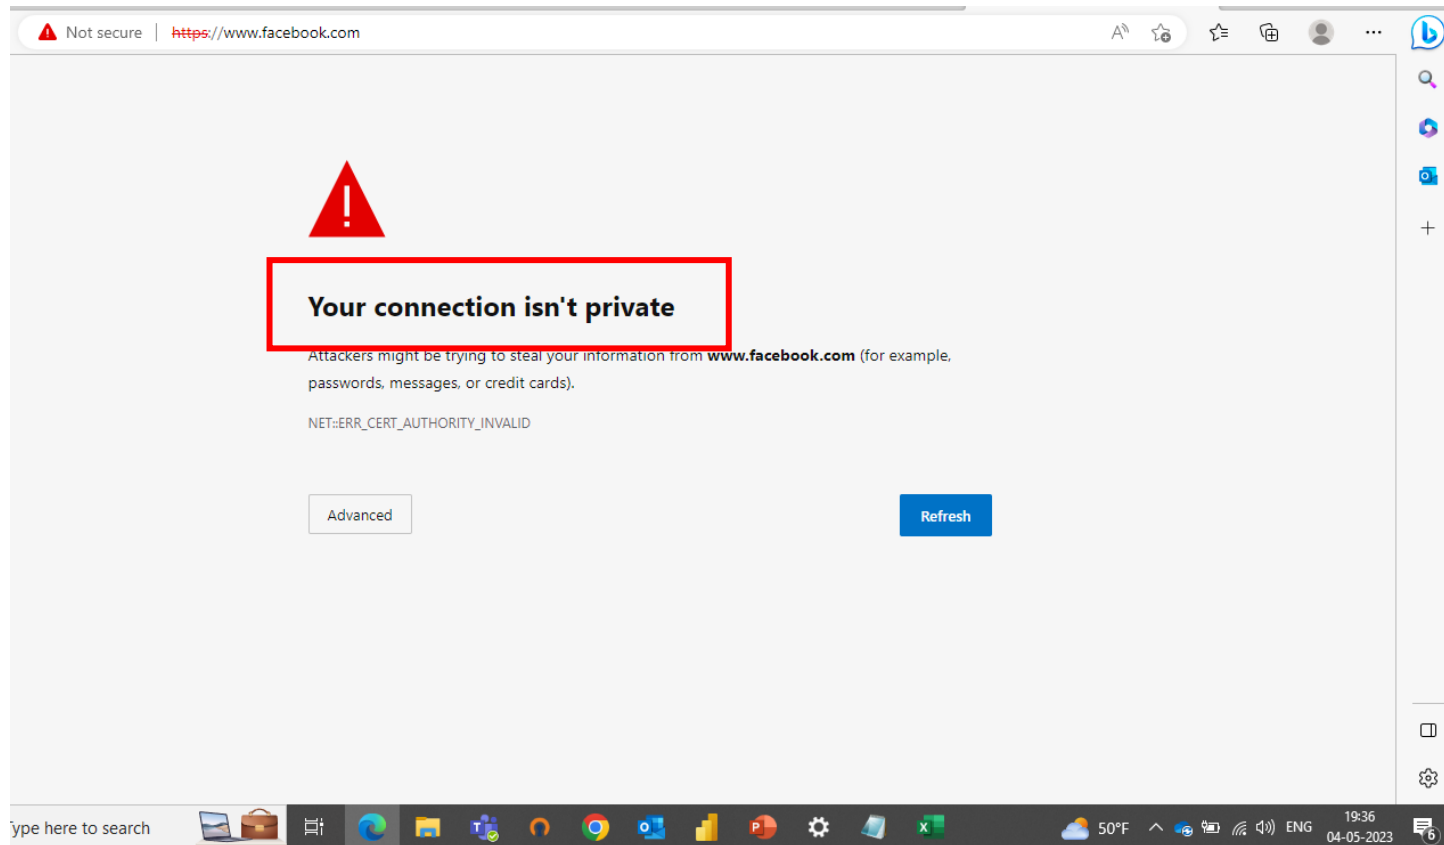 Not secure | https://www.facebook.com
Your connection isn't private
Attackers might be trying to steal your information from www.facebook.com (for example,
passwords, messages, or credit cards).
NET::ERR_CERT_AUTHORITY_INVALID
Advanced
Refresh
Type here to search
50°F
ENG
19:36
04-05-2023
6